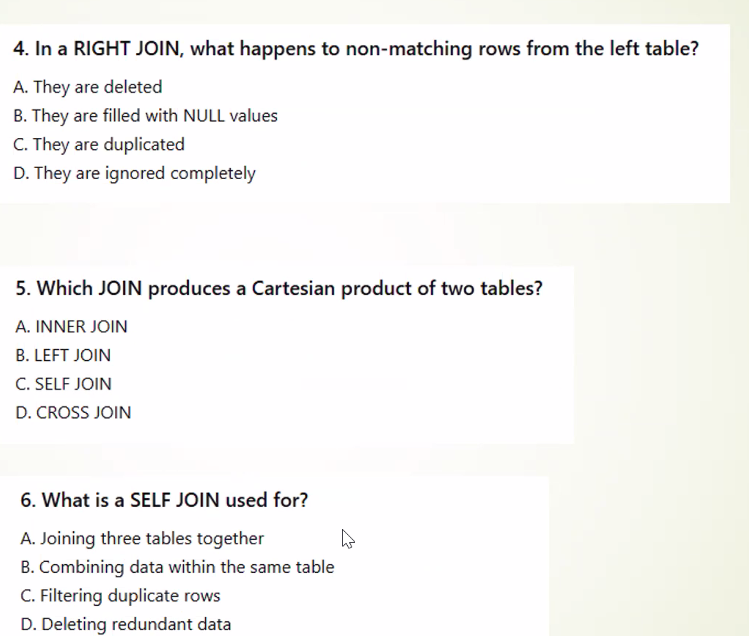 4. In a RIGHT JOIN, what happens to non-matching rows from the left table?
A. They are deleted
B. They are filled with NULL values
C. They are duplicated
D. They are ignored completely
5. Which JOIN produces a Cartesian product of two tables?
A. INNER JOIN
B. LEFT JOIN
C. SELF JOIN
D. CROSS JOIN
6. What is a SELF JOIN used for?
A. Joining three tables together
B. Combining data within the same table
C. Filtering duplicate rows
D. Deleting redundant data